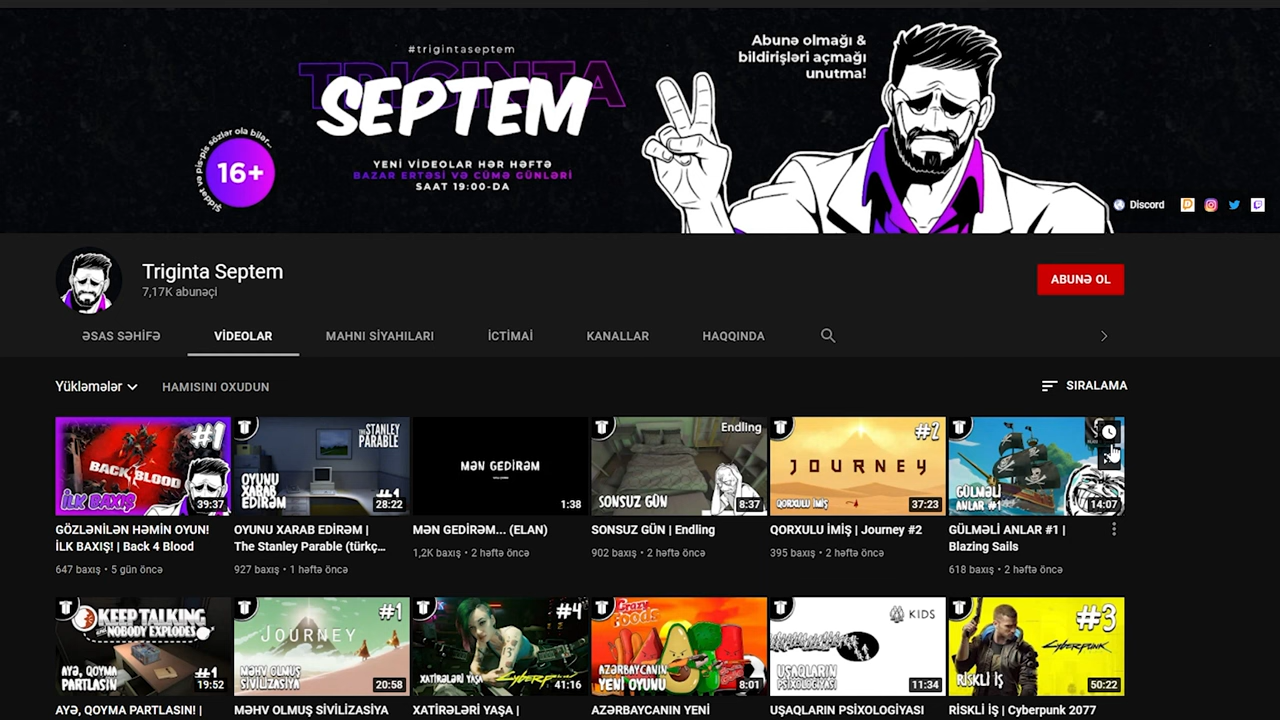 #trigintaseptem
TRIGINTA
SEPTEM
YENİ VİDEOLAR HƏR HƏFTƏ
BAZAR ERTƏSİ VƏ CÜMƏ GÜNLƏRİ
SAAT 19:00-DA
Şiddət və pis-pis sözlər ola bilər...
16+
Abunə olmağı &
bildirişləri açmağı
unutma!
Discord
Triginta Septem
7,17K abunəçi
ABUNƏ OL
ƏSAS SƏHİFƏ
VİDEOLAR
MAHNI SİYAHILARI
İCTİMAİ
KANALLAR
HAQQINDA
Yükləmələr
HAMISINI OXUDUN
SIRALAMA
#1
BACK 4 BLOOD
İLK BAXIŞ
39:37
THE STANLEY
PARABLE
OYUNU
XARAB
EDİRƏM
#1
28:22
MƏN GEDİRƏM
1:38
Endling
SONSUZ GÜN
8:37
#2
JOURNEY
QORXULU İMİŞ
37:23
GÜLMƏLİ
ANLAR #1
14:07
GÖZLƏNİLƏN HƏMİN OYUN!
İLK BAXIŞ! | Back 4 Blood
647 baxış • 5 gün öncə
OYUNU XARAB EDİRƏM |
The Stanley Parable (türkç...
927 baxış • 1 həftə öncə
MƏN GEDİRƏM... (ELAN)
1,2K baxış • 2 həftə öncə
SONSUZ GÜN | Endling
902 baxış • 2 həftə öncə
QORXULU İMİŞ | Journey #2
395 baxış • 2 həftə öncə
GÜLMƏLİ ANLAR #1 |
Blazing Sails
618 baxış • 2 həftə öncə
KEEP TALKING
AND NOBODY EXPLODES
AYƏ, QOYMA
PARTLASIN
#1
19:52
#1
JOURNEY
MƏHV OLMUŞ
SİVİLİZASİYA
20:58
#4
XATİRƏLƏRİ YAŞA
CYBERPUNK
41:16
Crazy
Foods
AZƏRBAYCANIN
YENİ OYUNU
8:01
KIDS
UŞAQLARIN
PSİXOLOGİYASI
11:34
#3
CYBERPUNK
RİSKLİ İŞ
50:22
AYƏ, QOYMA PARTLASIN! |
MƏHV OLMUŞ SİVİLİZASİYA
XATİRƏLƏRİ YAŞA |
AZƏRBAYCANIN YENİ
UŞAQLARIN PSİXOLOGİYASI
RİSKLİ İŞ | Cyberpunk 2077